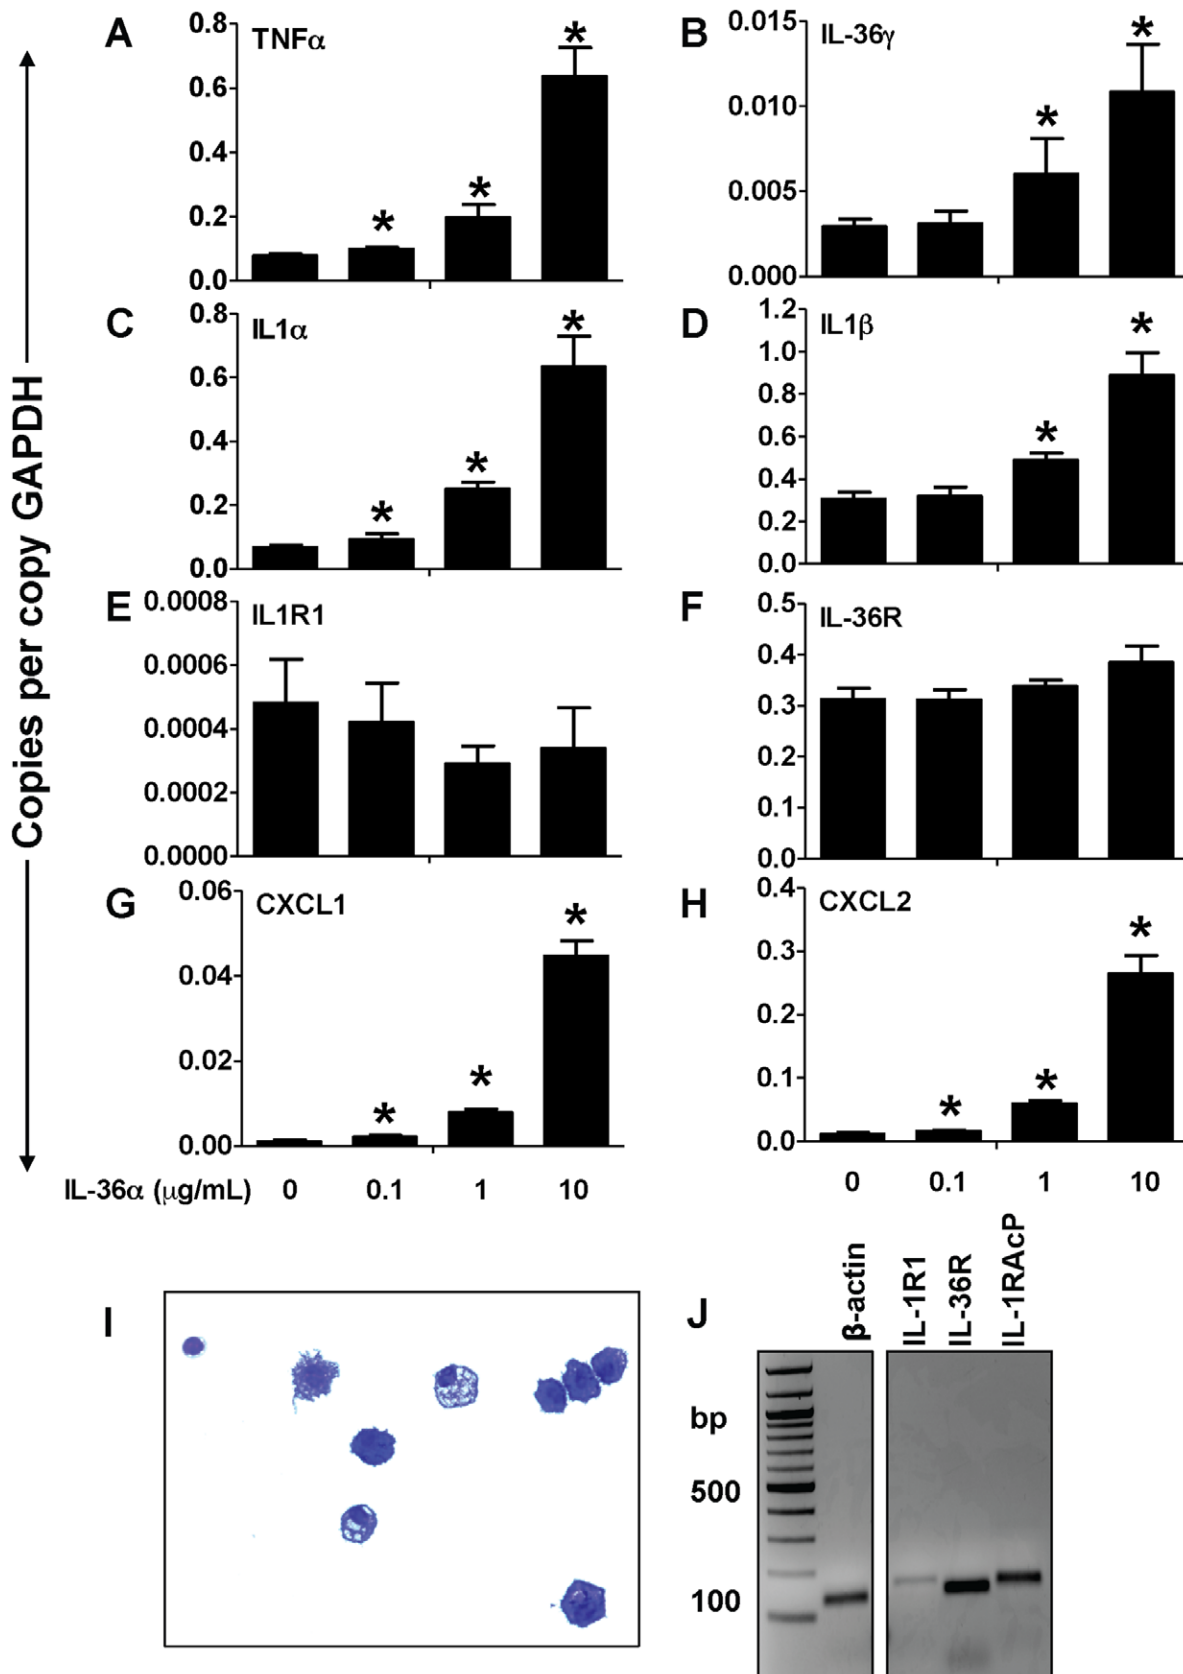 Copies per copy GAPDH
A
TNFα
0.8
0.6
0.4
0.2
0.0
*
*
*
B
IL-36γ
0.015
0.010
0.005
0.000
*
*
C
IL1α
0.8
0.6
0.4
0.2
0.0
*
*
*
D
IL1β
1.2
1.0
0.8
0.6
0.4
0.2
0.0
*
*
E
IL1R1
0.0008
0.0006
0.0004
0.0002
0.0000
F
IL-36R
0.5
0.4
0.3
0.2
0.1
0.0
G
CXCL1
0.06
0.04
0.02
0.00
*
*
*
H
CXCL2
0.4
0.3
0.2
0.1
0.0
*
*
*
IL-36α (μg/mL) 0 0.1 1 10
0 0.1 1 10
I
J
β-actin
IL-1R1
IL-36R
IL-1RAcP
bp
500
100